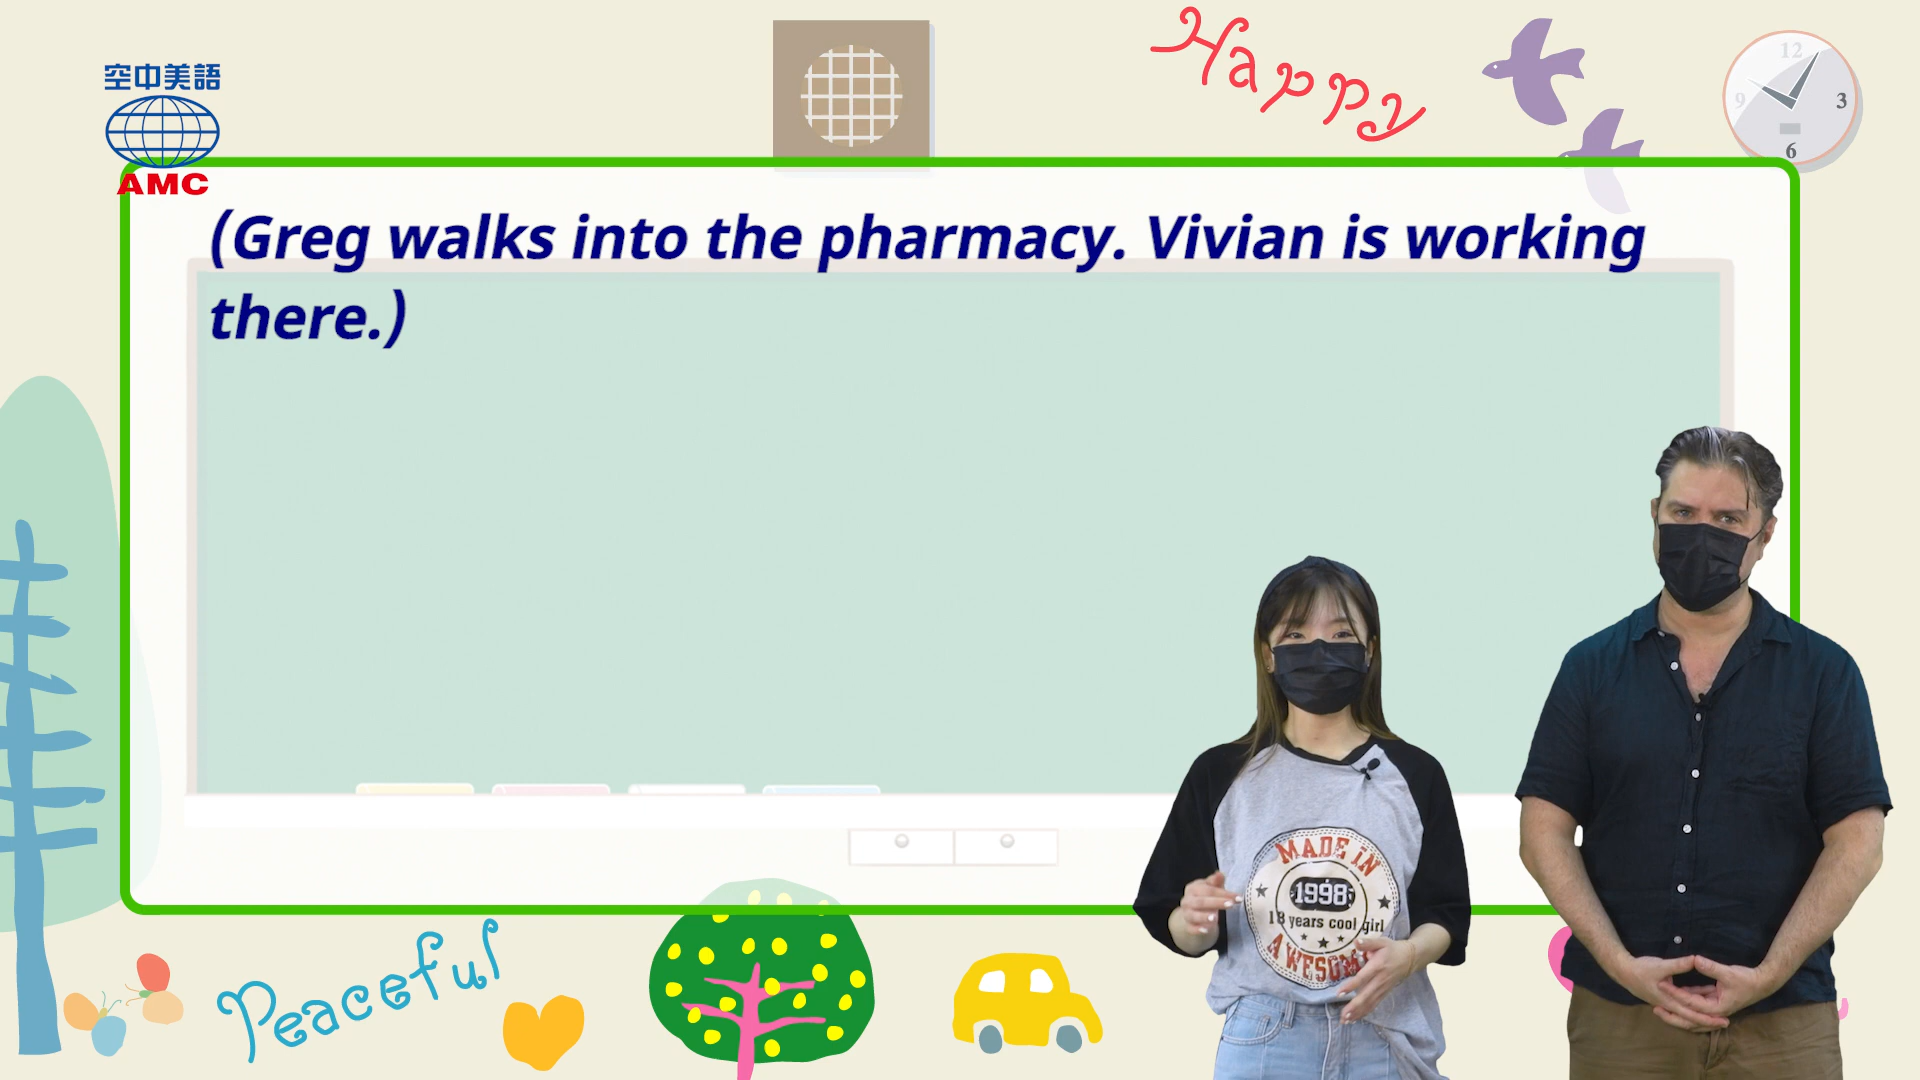 Happy
12
9
3
6
空中美語
AMC
(Greg walks into the pharmacy. Vivian is working
there.)
MADE IN
1998
18 years cool girl
AWESOME
Peaceful